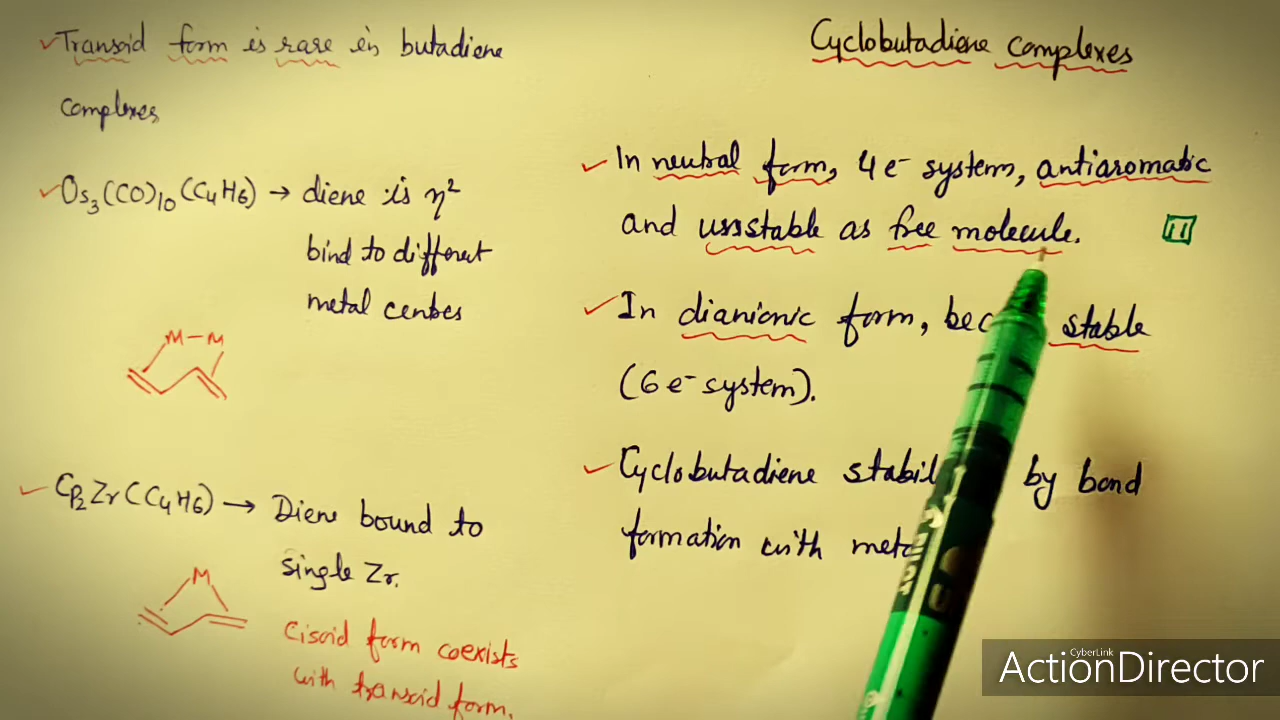 Transoid form is rare in butadiene
complexes
Os3(CO)10(C4H6) → diene is η2
bind to different
metal centres
M-M
Cp2Zr(C4H6) → Diene bound to
single Zr.
M
Cisoid form coexists
with transoid form.
Cyclobutadiene complexes
In neutral form, 4e- system, antiaromatic
and unstable as free molecule.
In dianionic form, stable
(6e- system).
Cyclobutadiene by bond
formation with
CyberLink
ActionDirector